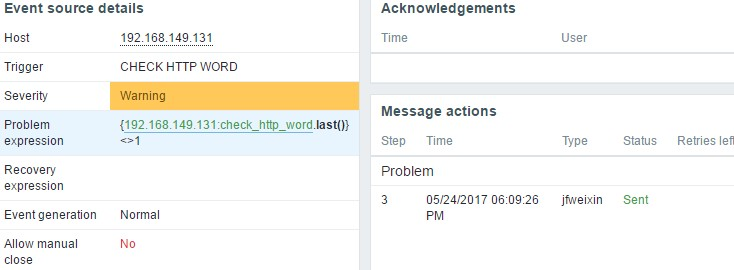 Event source details
Host 192.168.149.131
Trigger CHECK HTTP WORD
Severity Warning
Problem expression {192.168.149.131:check_http_word.last()}<>1
Recovery expression
Event generation Normal
Allow manual close No
Acknowledgements
Time User
Message actions
Step Time Type Status Retries left
Problem
3 05/24/2017 06:09:26 PM jfweixin Sent